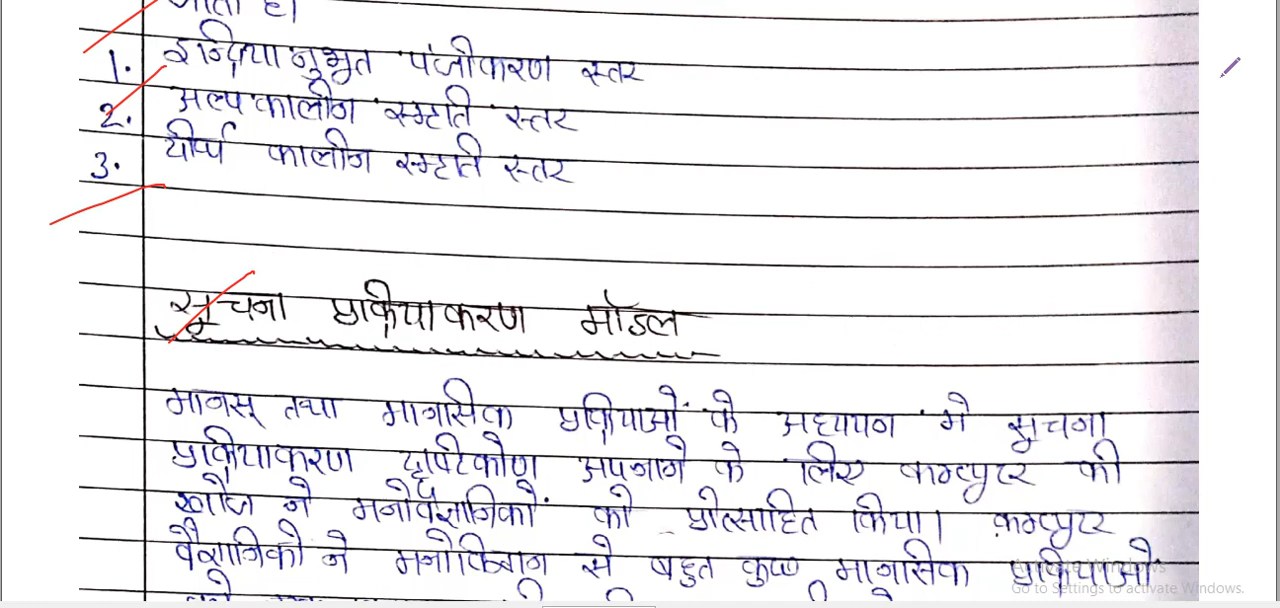 जाता है।
1. इन्द्रियानुभूत पंजीकरण स्तर
2. अल्पकालीन स्मृति स्तर
3. दीर्घ कालीन स्मृति स्तर
सूचना प्रक्रियाकरण मॉडल
मानस् तथा मानसिक प्रक्रियाओं के अध्ययन में सुचना
प्रक्रियाकरण दृष्टिकोण अपनाने के लिए कम्प्युटर की
खोज ने मनोवैज्ञानिकों को प्रोत्साहित किया। कम्प्युटर
वैज्ञानिको ने मनोविज्ञान से बहुत कुछ मानसिक प्रक्रियाओ
Activate Windows
Go to Settings to activate Windows.